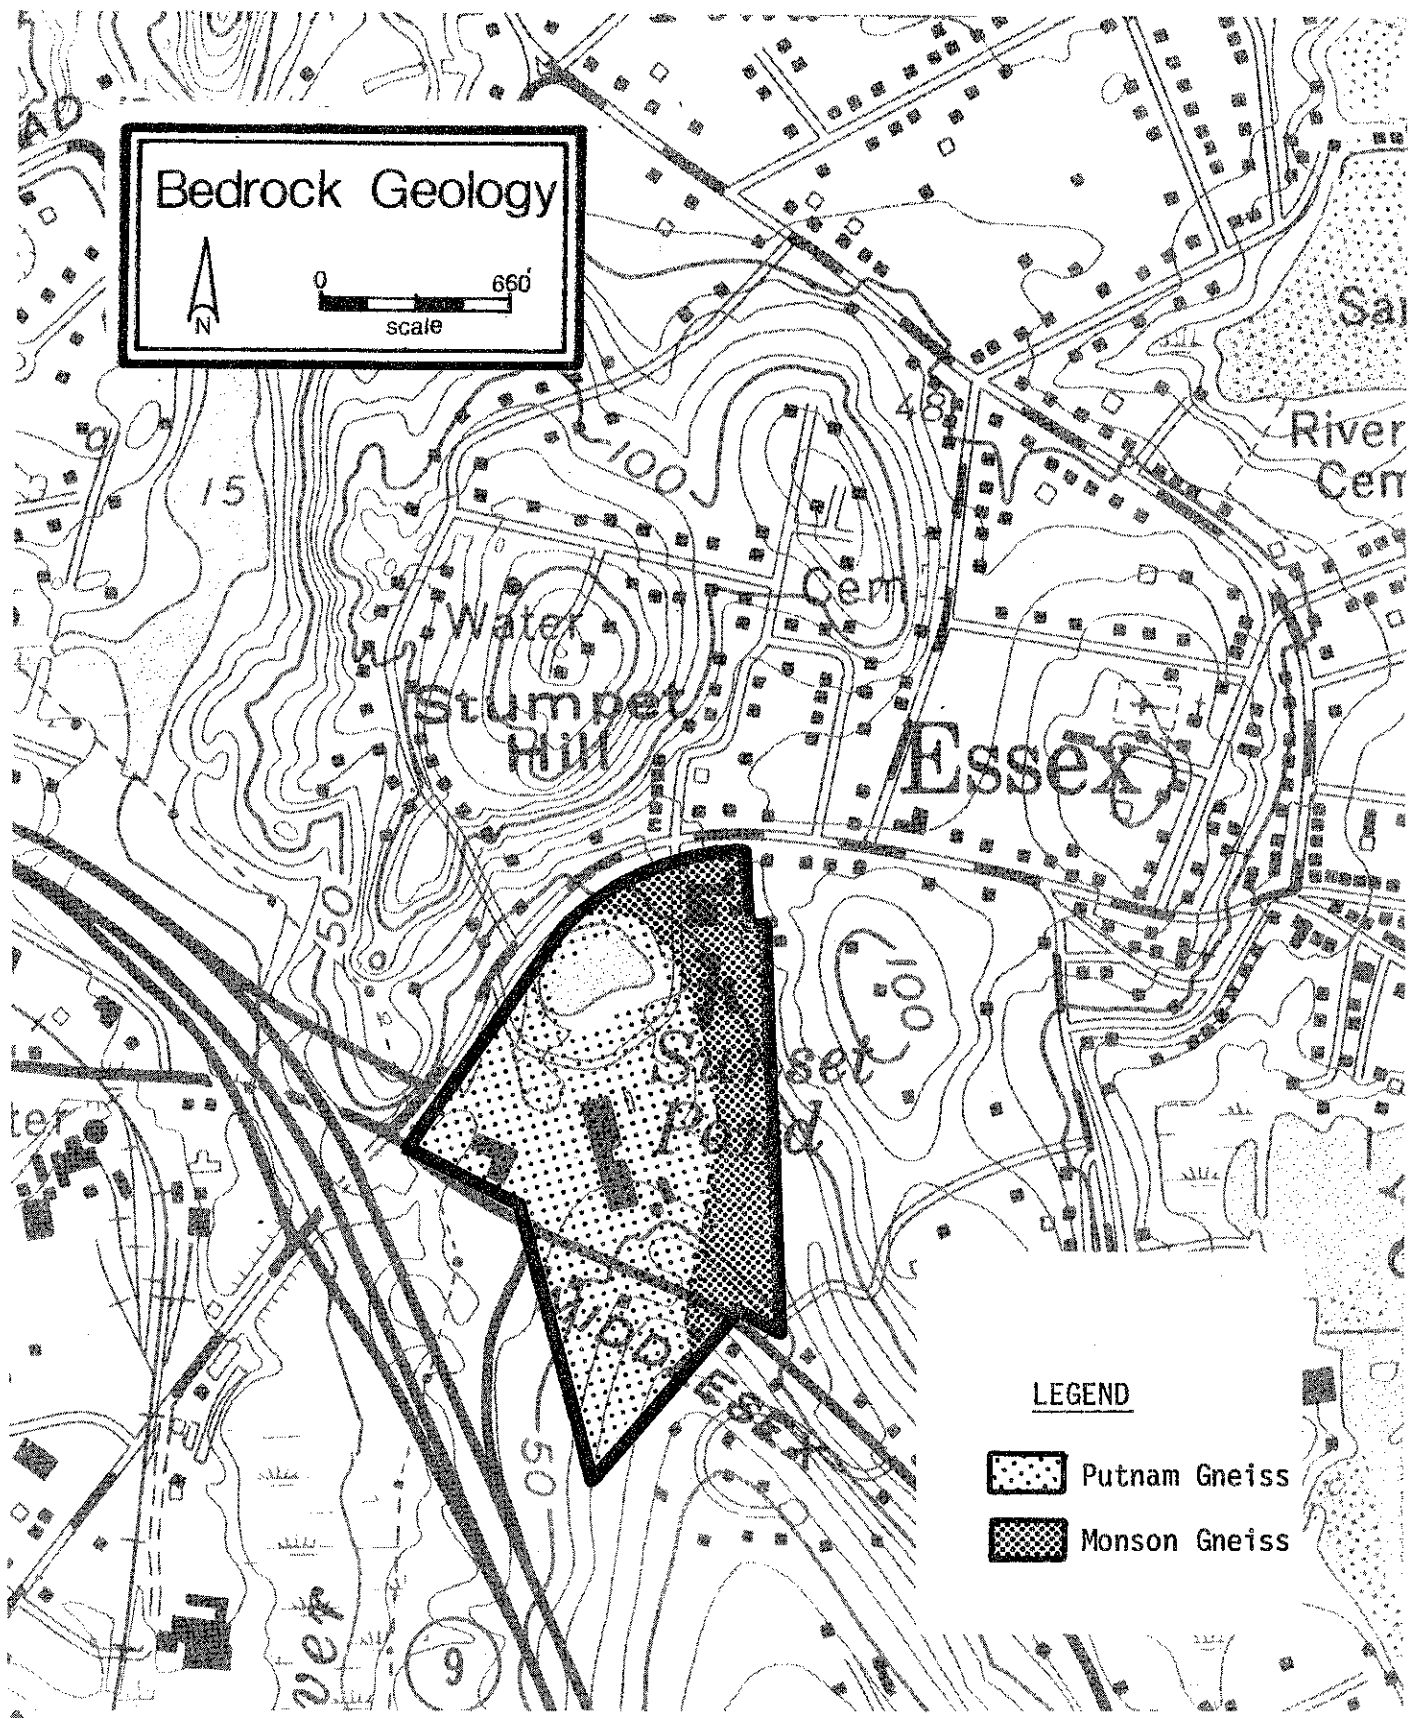 Bedrock Geology
0 660'
N
scale
48
100
15
River
Cem
Cem
Water
Stumpet
Hill
Essex
50
100
Sunset
Pond
50
9
LEGEND
Putnam Gneiss
Monson Gneiss